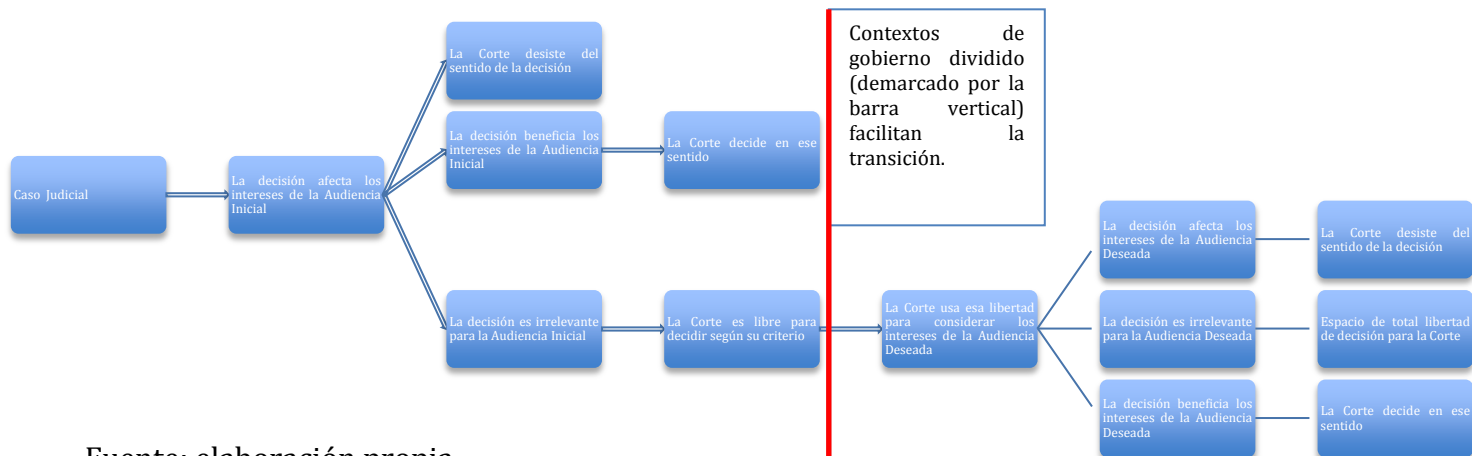 La Corte desiste del
sentido de la decisión
Contextos de
gobierno dividido
(demarcado por la
barra vertical)
facilitan la
transición.
La decisión beneficia los
intereses de la Audiencia
Inicial
La Corte decide en ese
sentido
Caso Judicial
La decisión afecta los
intereses de la Audiencia
Inicial
La decisión afecta los
intereses de la Audiencia
Deseada
La Corte desiste del
sentido de la decisión
La decisión es irrelevante
para la Audiencia Inicial
La Corte es libre para
decidir según su criterio
La Corte usa esa libertad
para considerar los
intereses de la Audiencia
Deseada
La decisión es irrelevante
para la Audiencia Deseada
Espacio de total libertad
de decisión para la Corte
La decisión beneficia los
intereses de la Audiencia
Deseada
La Corte decide en ese
sentido
Fuente: elaboración propia